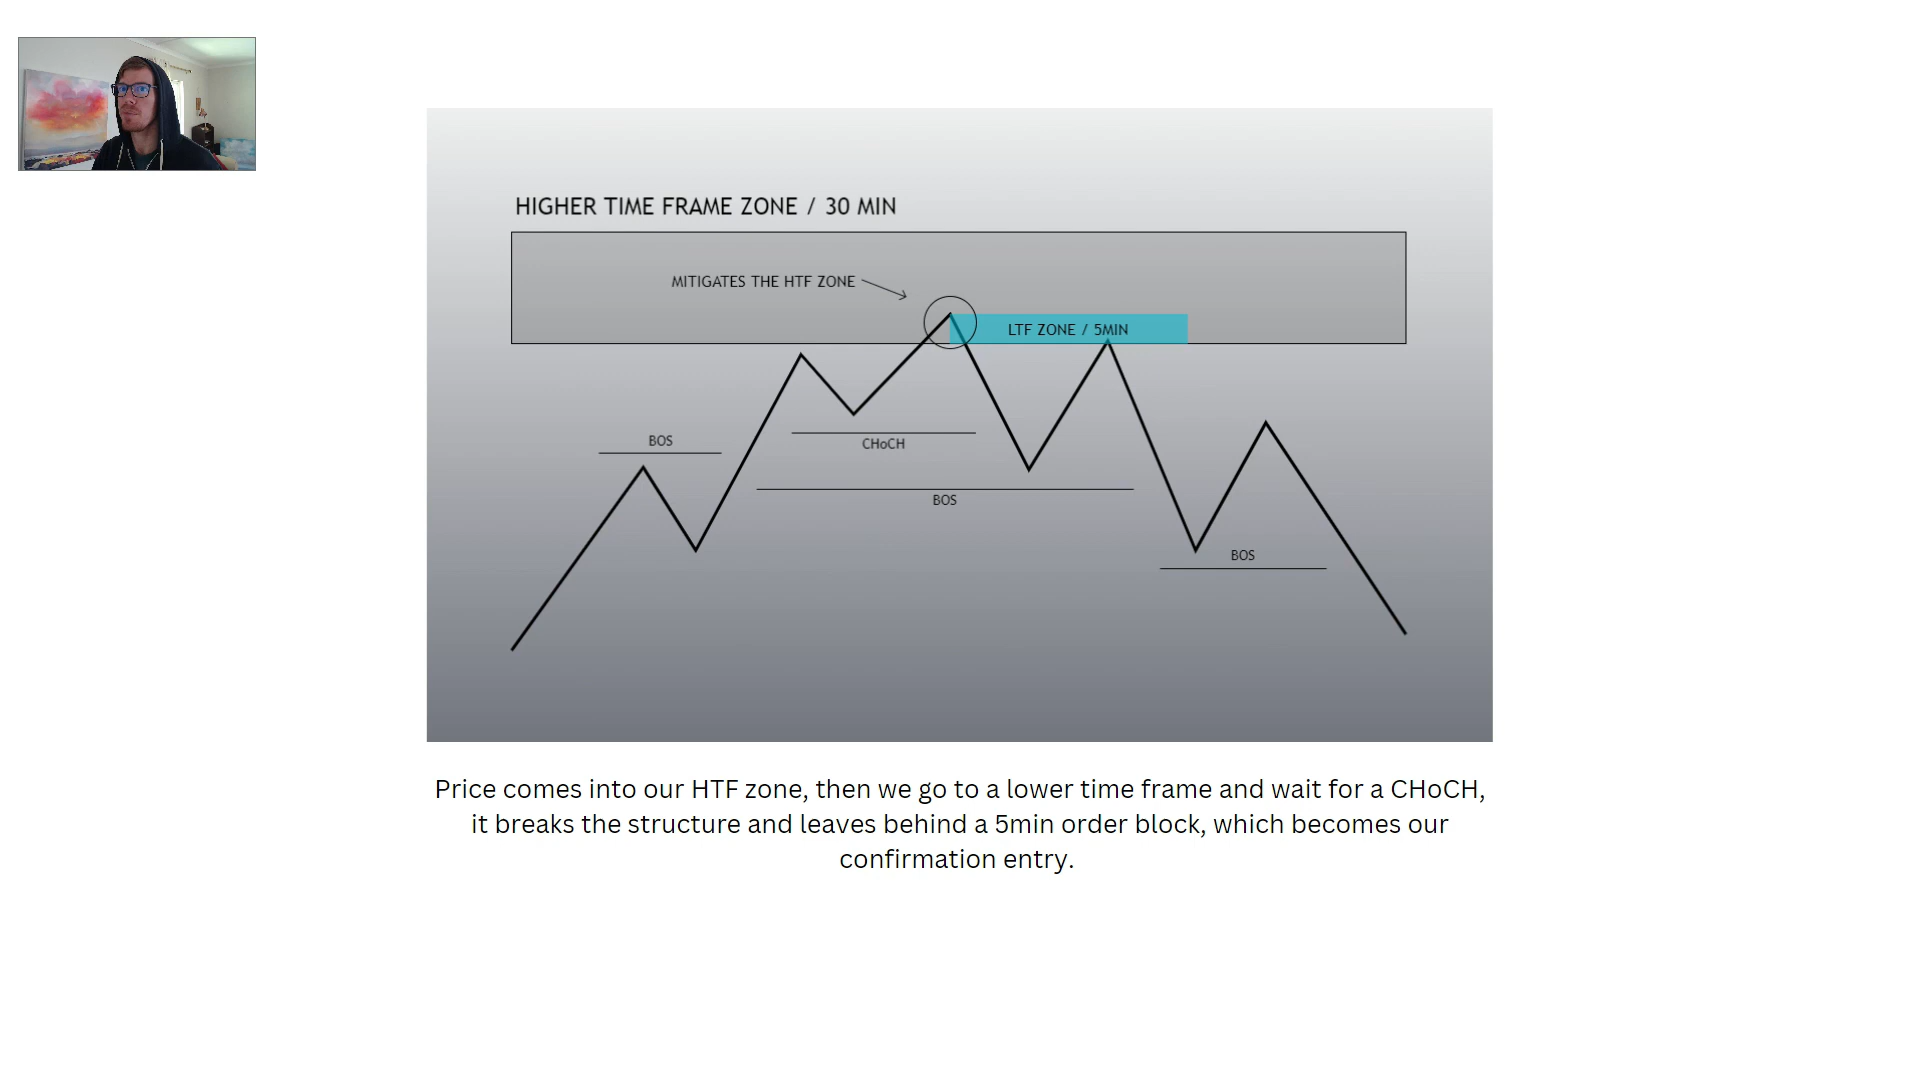 HIGHER TIME FRAME ZONE / 30 MIN
MITIGATES THE HTF ZONE
LTF ZONE / 5MIN
BOS
CHoCH
BOS
BOS
Price comes into our HTF zone, then we go to a lower time frame and wait for a CHoCH,
it breaks the structure and leaves behind a 5min order block, which becomes our
confirmation entry.